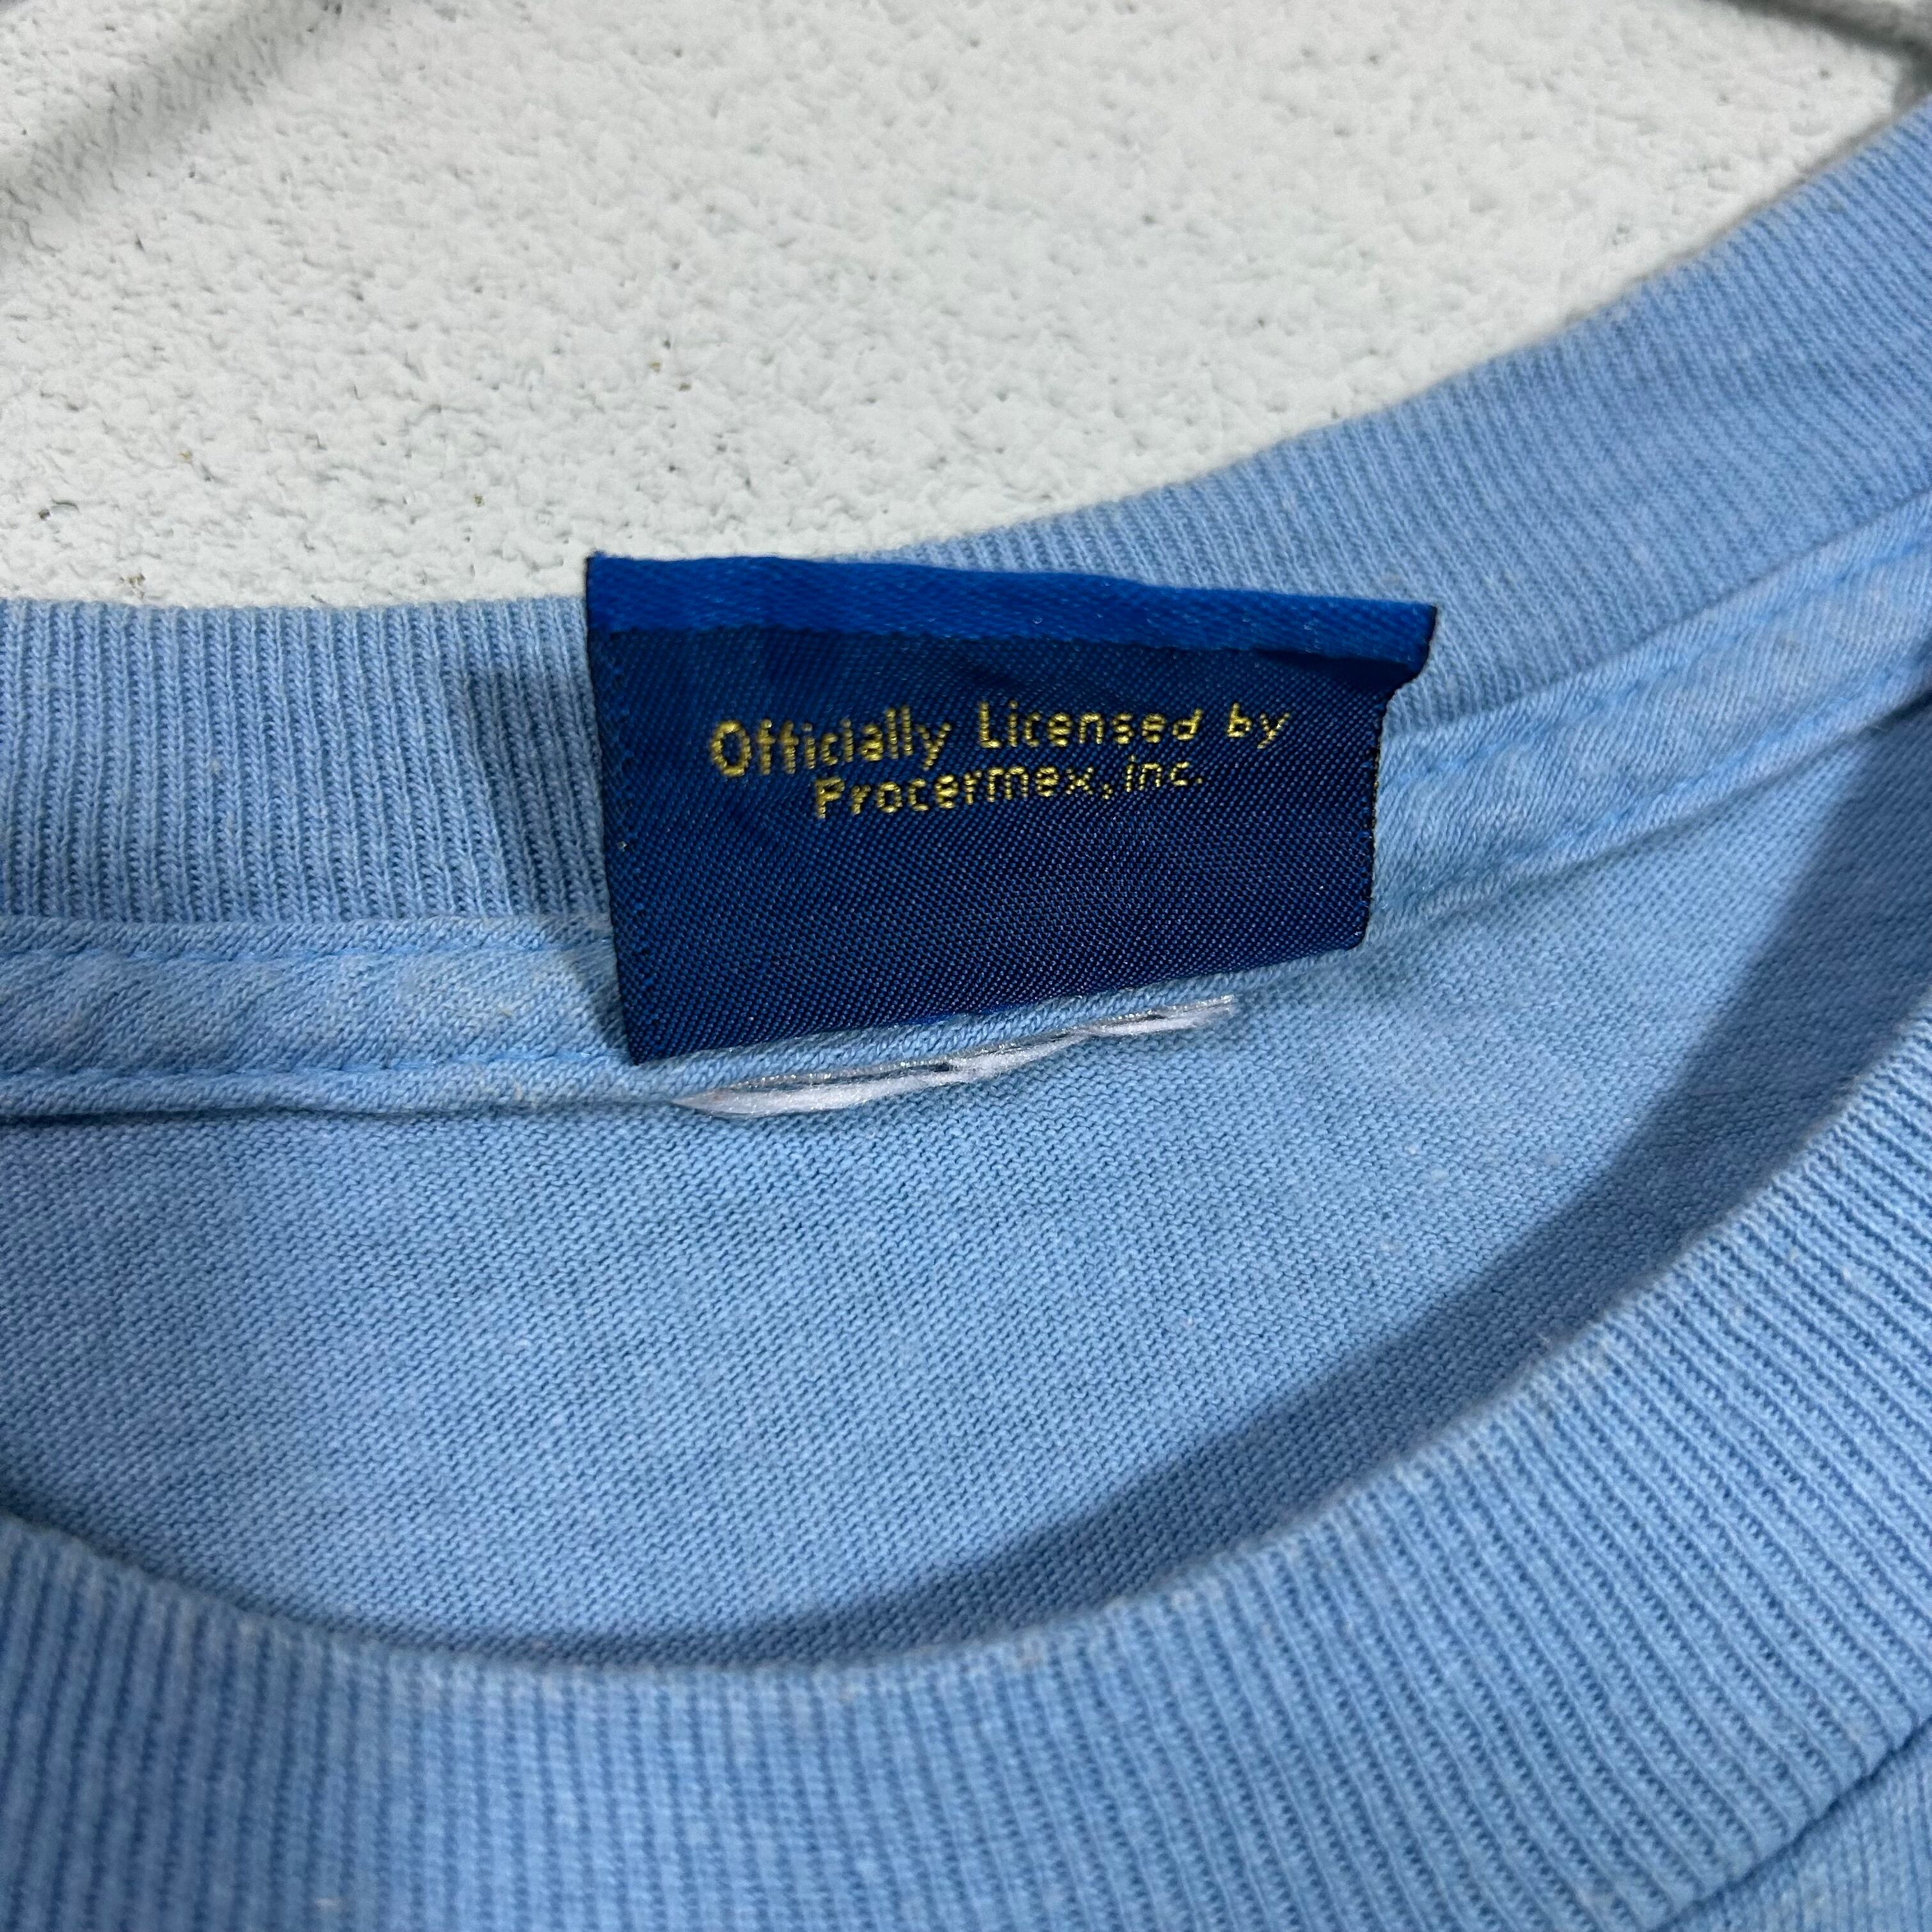 Officially Licensed by
Procermex, inc.